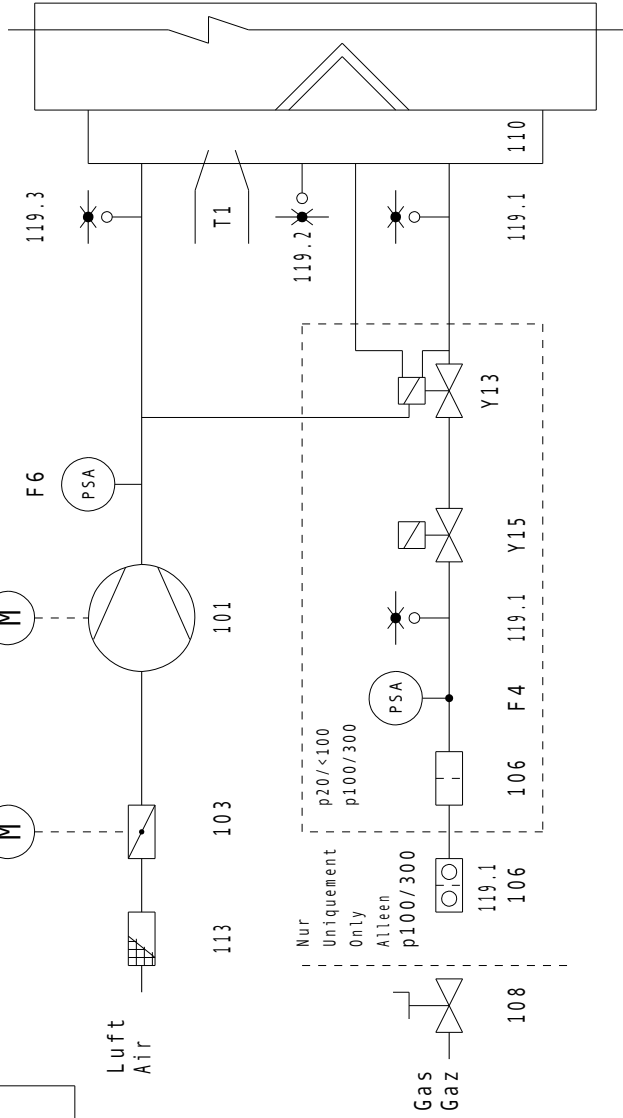 119.3
T1
119.2
119.1
110
F6
PSA
M
101
M
103
113
Luft
Air
Y13
Y15
119.1
PSA
F4
106
p20/<100
p100/300
Nur
Uniquement
Only
Alleen
p100/300
119.1
106
108
Gas
Gaz